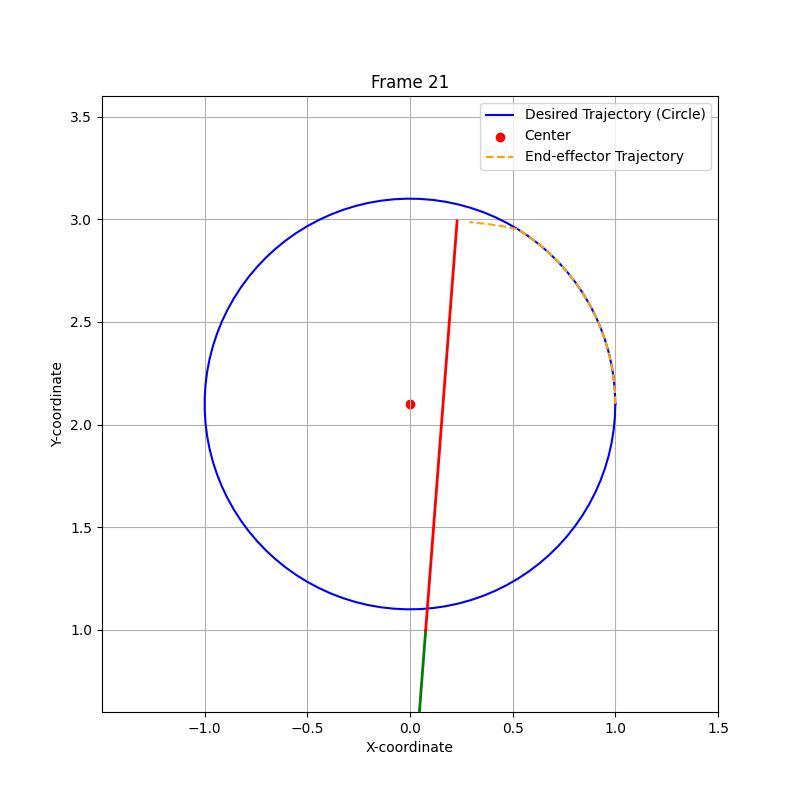 Frame 21
Desired Trajectory (Circle)
Center
End-effector Trajectory
3.5
3.0
2.5
2.0
1.5
1.0
Y-coordinate
−1.0
−0.5
0.0
0.5
1.0
1.5
X-coordinate